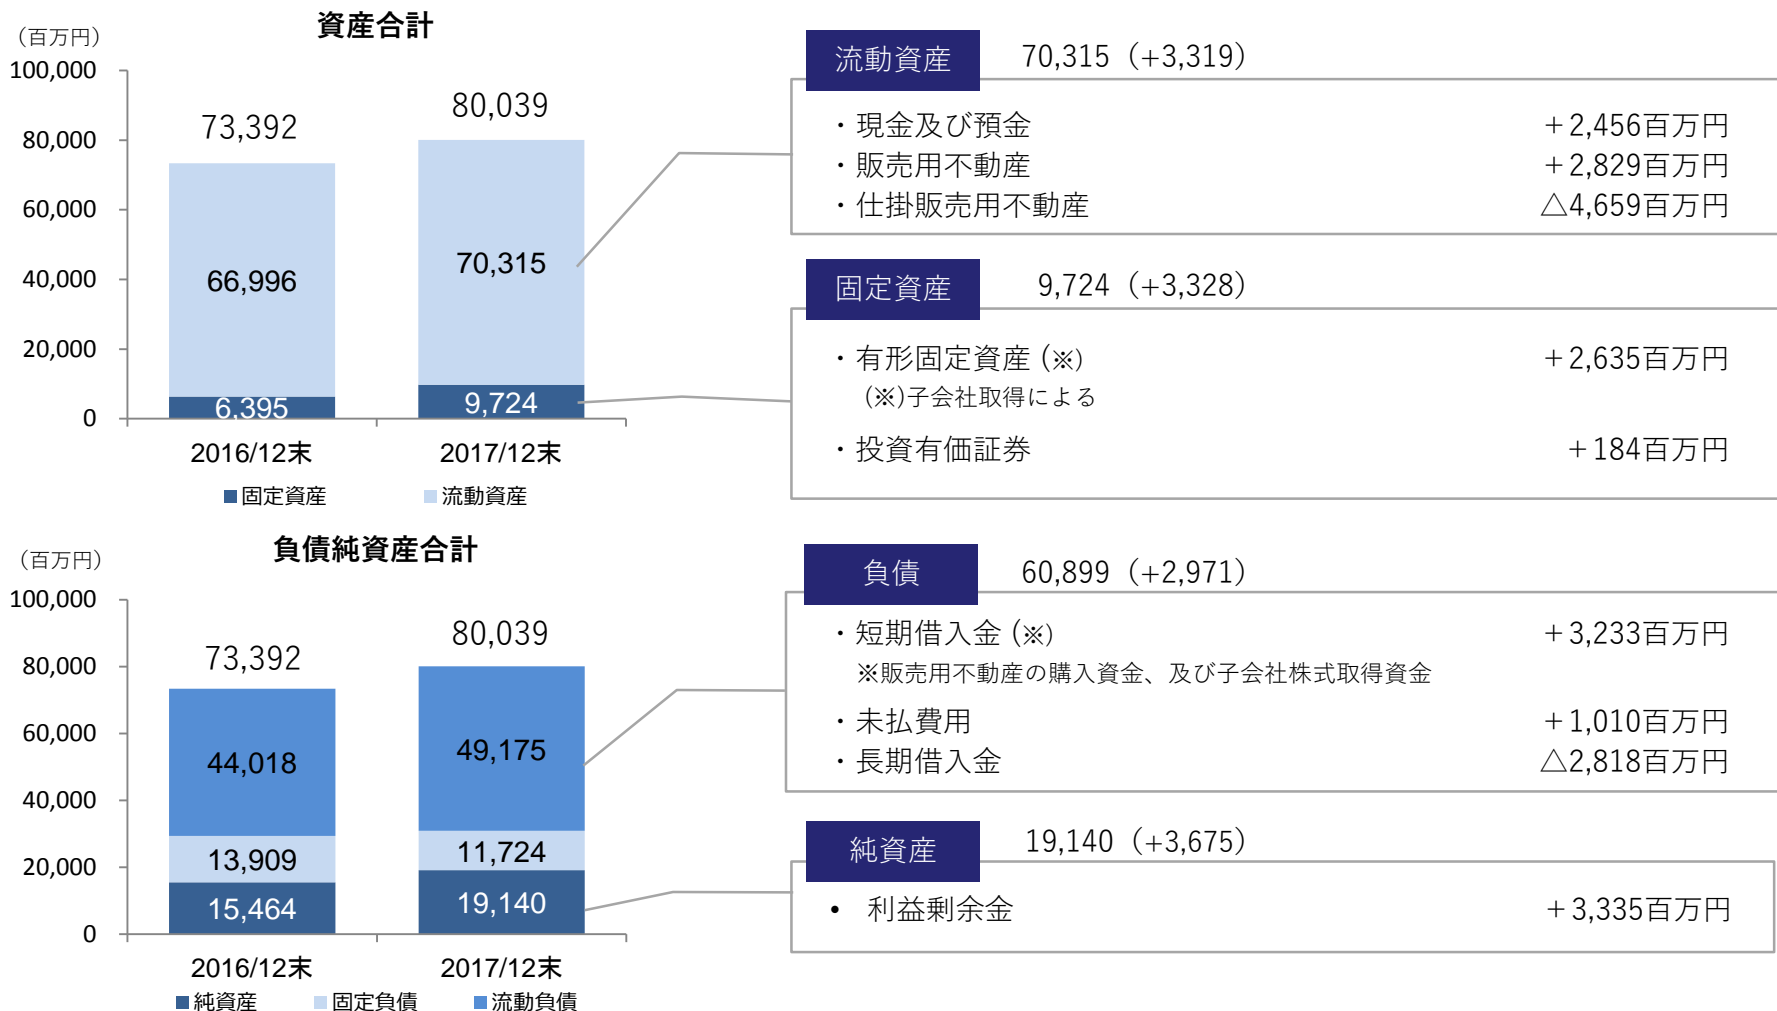 資産合計
（百万円）
100,000
80,000
60,000
40,000
20,000
0
73,392
80,039
66,996
70,315
6,395
9,724
2016/12末
2017/12末
固定資産
流動資産
流動資産
70,315（+3,319）
・現金及び預金 ＋2,456百万円
・販売用不動産 ＋2,829百万円
・仕掛販売用不動産 △4,659百万円
固定資産
9,724（+3,328）
・有形固定資産 (※) ＋2,635百万円
(※)子会社取得による
・投資有価証券 ＋184百万円
負債純資産合計
（百万円）
100,000
80,000
60,000
40,000
20,000
0
73,392
80,039
44,018
49,175
13,909
11,724
15,464
19,140
2016/12末
2017/12末
純資産
固定負債
流動負債
負債
60,899（+2,971）
・短期借入金 (※) ＋3,233百万円
※販売用不動産の購入資金、及び子会社株式取得資金
・未払費用 ＋1,010百万円
・長期借入金 △2,818百万円
純資産
19,140（+3,675）
• 利益剰余金 ＋3,335百万円